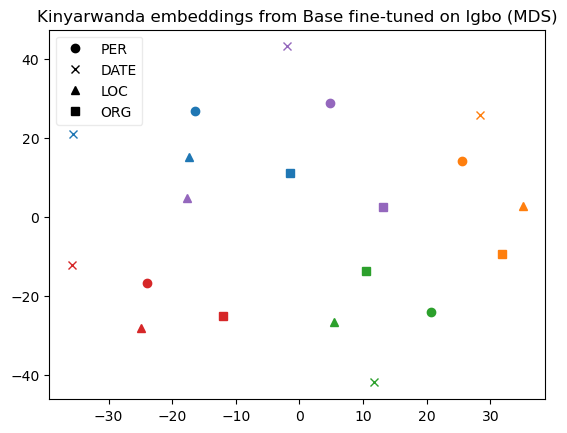 Kinyarwanda embeddings from Base fine-tuned on Igbo (MDS)
PER
DATE
LOC
ORG
40
20
0
−20
−40
−30
−20
−10
0
10
20
30